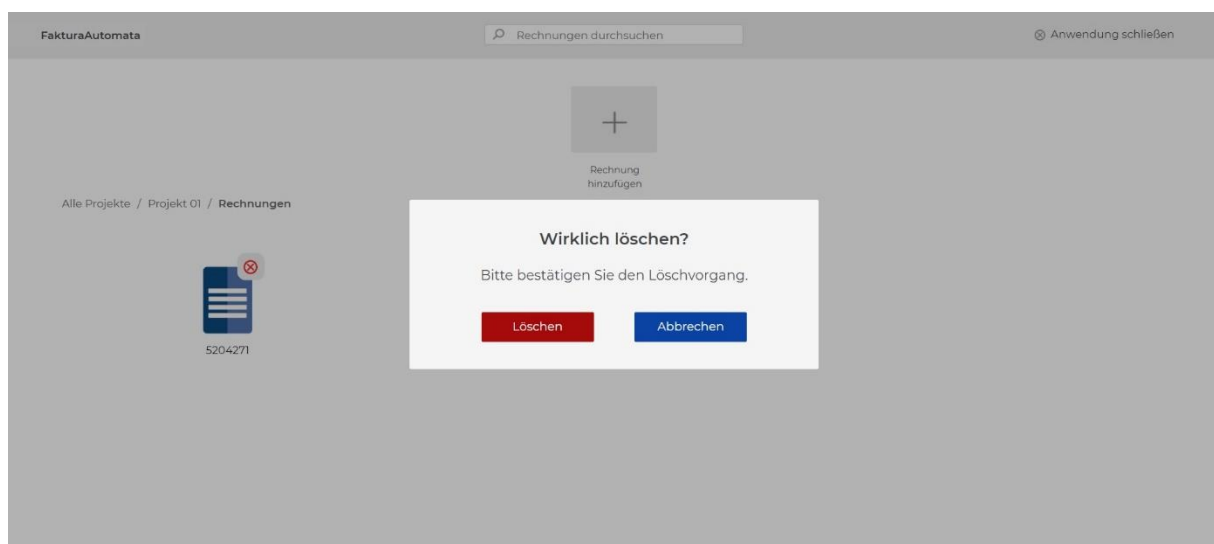 FakturaAutomata
Rechnungen durchsuchen
Anwendung schließen
Rechnung
hinzufügen
Alle Projekte / Projekt 01 / Rechnungen
Wirklich löschen?
Bitte bestätigen Sie den Löschvorgang.
Löschen
Abbrechen
5204271